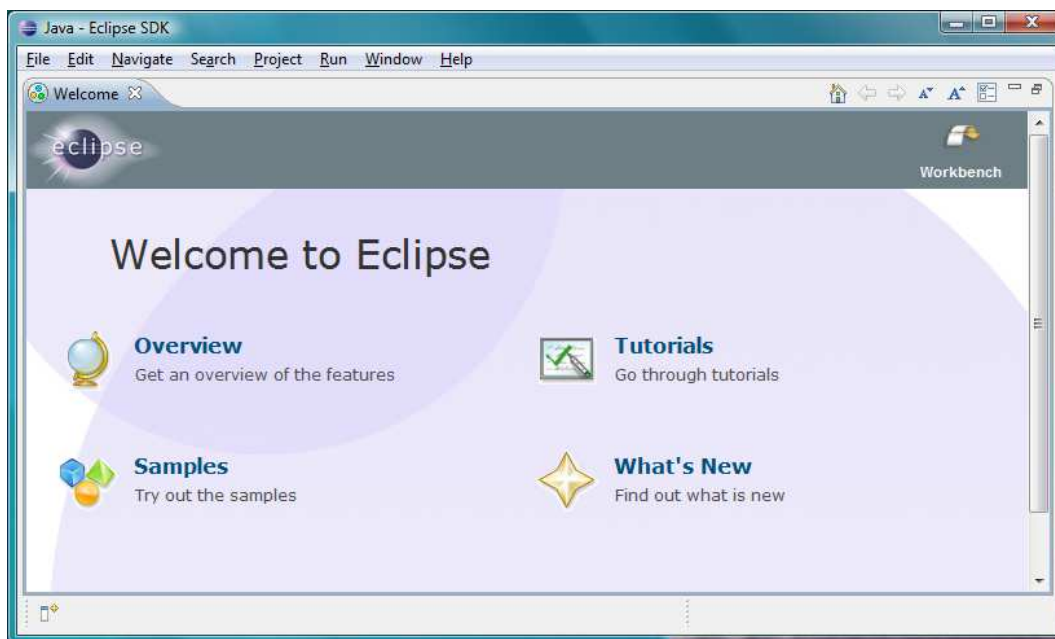 Java - Eclipse SDK
File Edit Navigate Search Project Run Window Help
Welcome
eclipse
Workbench
Welcome to Eclipse
Overview
Get an overview of the features
Tutorials
Go through tutorials
Samples
Try out the samples
What's New
Find out what is new